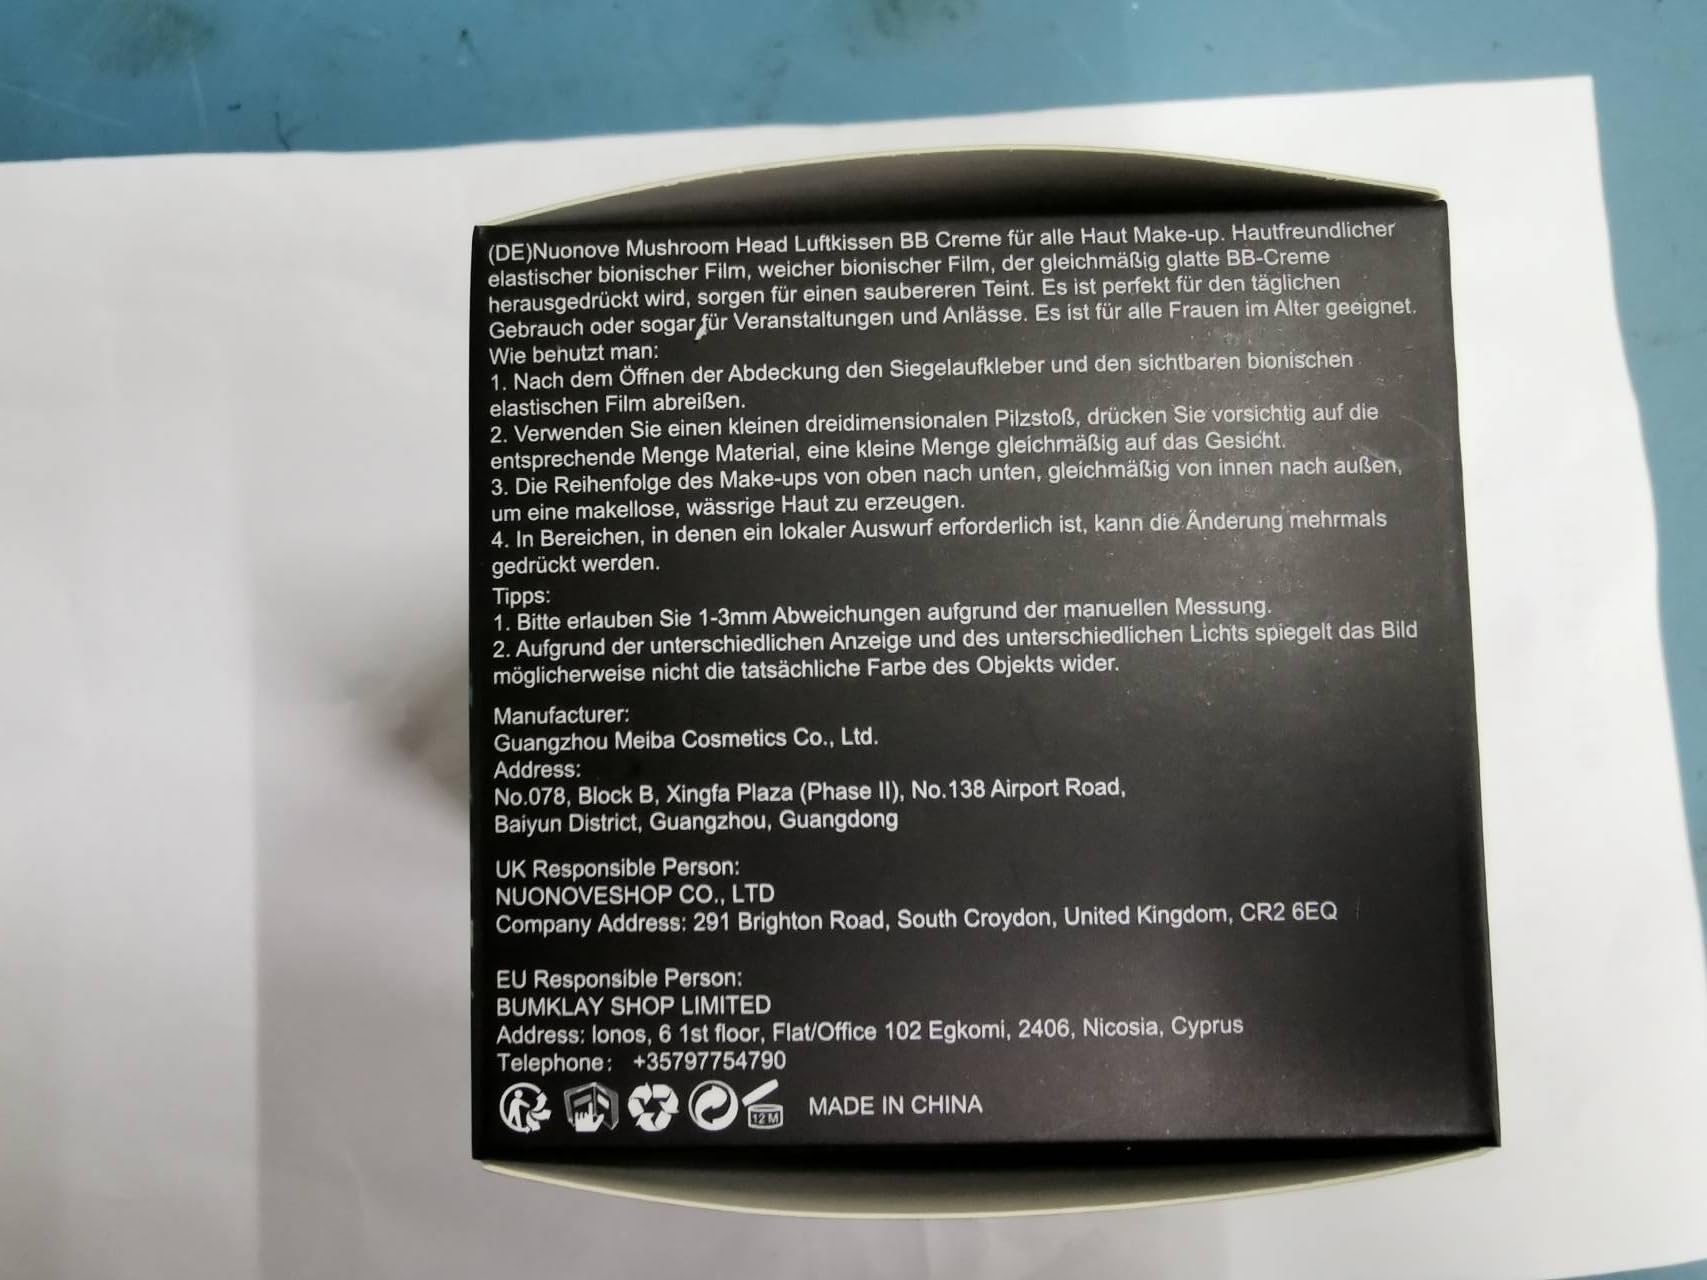 (DE)Nuonove Mushroom Head Luftkissen BB Creme für alle Haut Make-up. Hautfreundlicher
elastischer bionischer Film, weicher bionischer Film, der gleichmäßig glatte BB-Creme
herausgedrückt wird, sorgen für einen saubereren Teint. Es ist perfekt für den täglichen
Gebrauch oder sogar für Veranstaltungen und Anlässe. Es ist für alle Frauen im Alter geeignet.
Wie behutzt man:
1. Nach dem Öffnen der Abdeckung den Siegelaufkleber und den sichtbaren bionischen
elastischen Film abreißen.
2. Verwenden Sie einen kleinen dreidimensionalen Pilzstoß, drücken Sie vorsichtig auf die
entsprechende Menge Material, eine kleine Menge gleichmäßig auf das Gesicht.
3. Die Reihenfolge des Make-ups von oben nach unten, gleichmäßig von innen nach außen,
um eine makellose, wässrige Haut zu erzeugen.
4. In Bereichen, in denen ein lokaler Auswurf erforderlich ist, kann die Änderung mehrmals
gedrückt werden.
Tipps:
1. Bitte erlauben Sie 1-3mm Abweichungen aufgrund der manuellen Messung.
2. Aufgrund der unterschiedlichen Anzeige und des unterschiedlichen Lichts spiegelt das Bild
möglicherweise nicht die tatsächliche Farbe des Objekts wider.
Manufacturer:
Guangzhou Meiba Cosmetics Co., Ltd.
Address:
No.078, Block B, Xingfa Plaza (Phase II), No.138 Airport Road,
Baiyun District, Guangzhou, Guangdong
UK Responsible Person:
NUONOVESHOP CO., LTD
Company Address: 291 Brighton Road, South Croydon, United Kingdom, CR2 6EQ
EU Responsible Person:
BUMKLAY SHOP LIMITED
Address: Ionos, 6 1st floor, Flat/Office 102 Egkomi, 2406, Nicosia, Cyprus
Telephone: +35797754790
12 M MADE IN CHINA